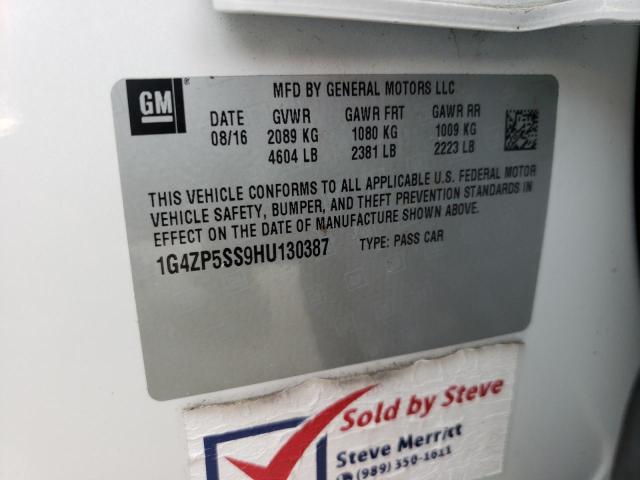 MFD BY GENERAL MOTORS LLC
GM
DATE GVWR GAWR FRT GAWR RR
08/16 2089 KG 1080 KG 1009 KG
4604 LB 2381 LB 2223 LB
THIS VEHICLE CONFORMS TO ALL APPLICABLE U.S. FEDERAL MOTOR
VEHICLE SAFETY, BUMPER, AND THEFT PREVENTION STANDARDS IN
EFFECT ON THE DATE OF MANUFACTURE SHOWN ABOVE.
1G4ZP5SS9HU130387 TYPE: PASS CAR
Sold by Steve
Steve Merritt
(989) 350-1611